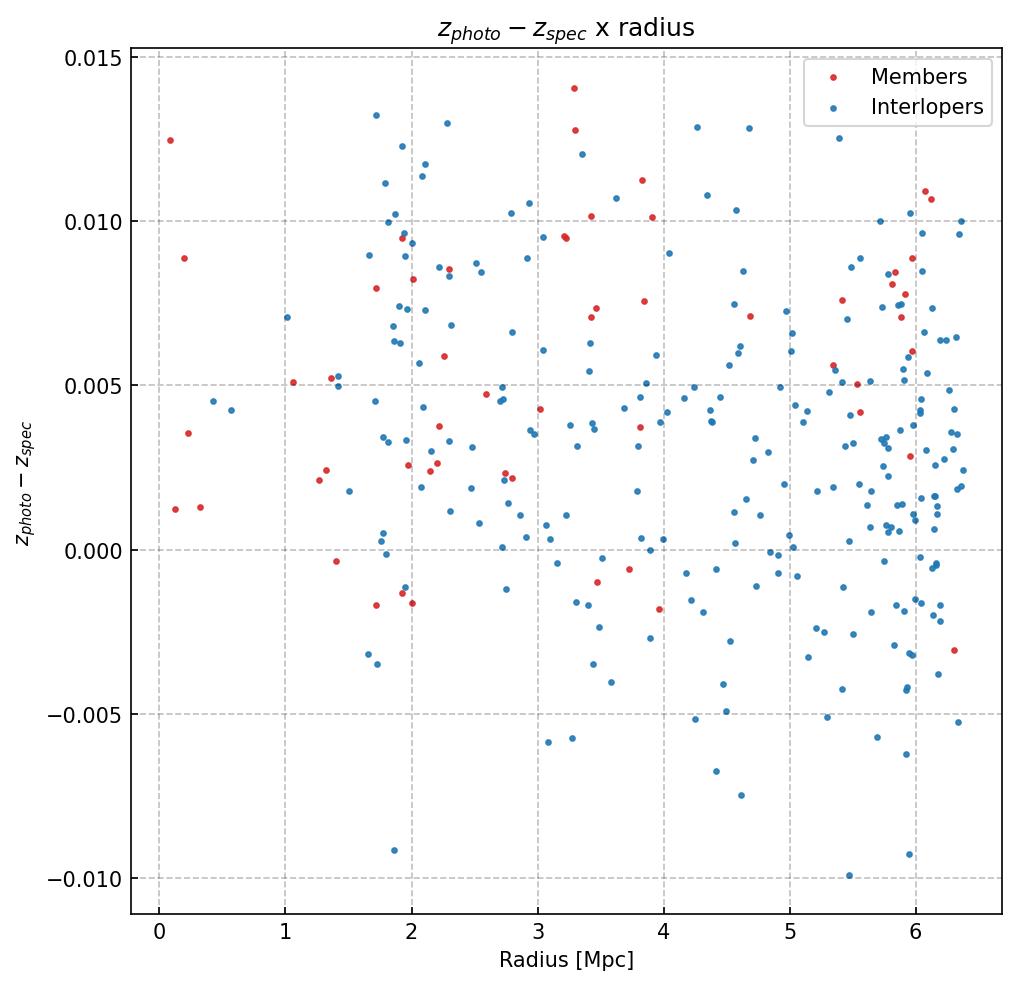 z_photo − z_spec x radius
Members
Interlopers
0.015
0.010
0.005
0.000
−0.005
−0.010
z_photo − z_spec
0 1 2 3 4 5 6
Radius [Mpc]